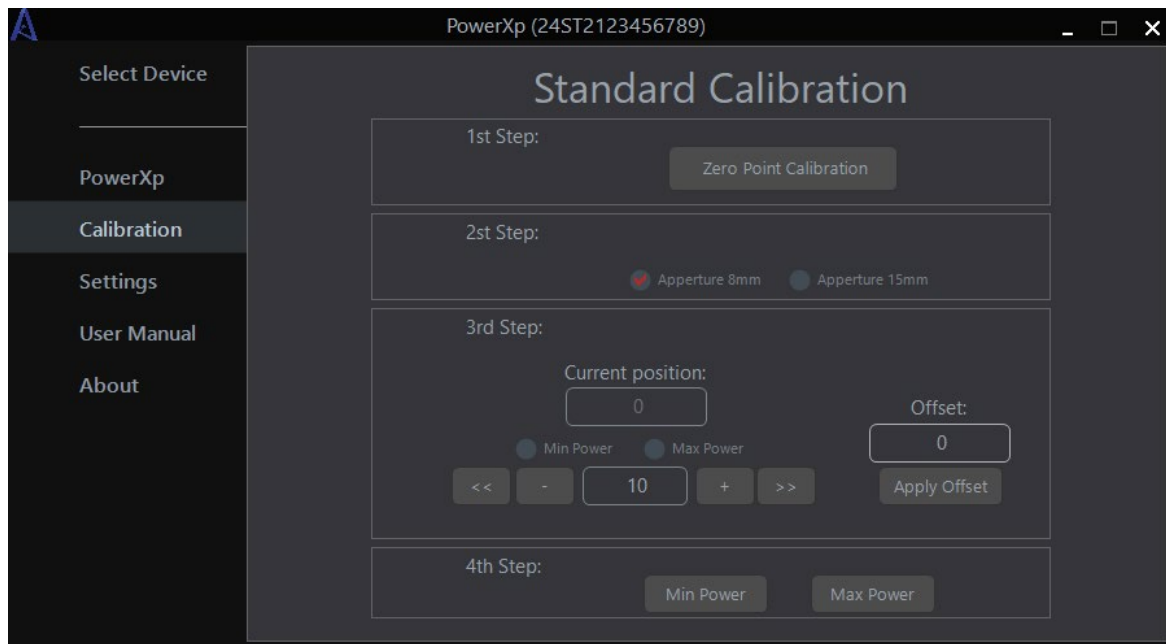 PowerXp (24ST2123456789)
Select Device
PowerXp
Calibration
Settings
User Manual
About
Standard Calibration
1st Step:
Zero Point Calibration
2st Step:
Apperture 8mm Apperture 15mm
3rd Step:
Current position:
0
Min Power Max Power
<< - 10 + >>
Offset:
0
Apply Offset
4th Step:
Min Power Max Power